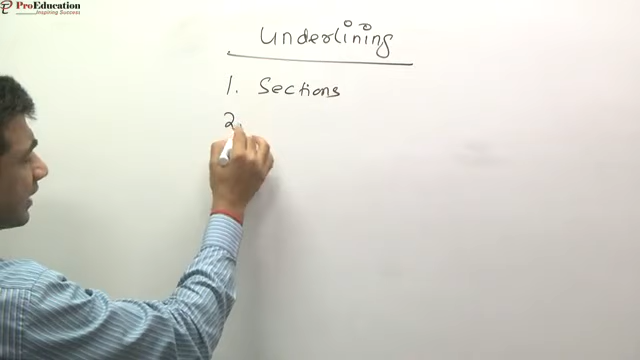 ProEducation
Inspiring Success
Underlining
1. Sections
2.